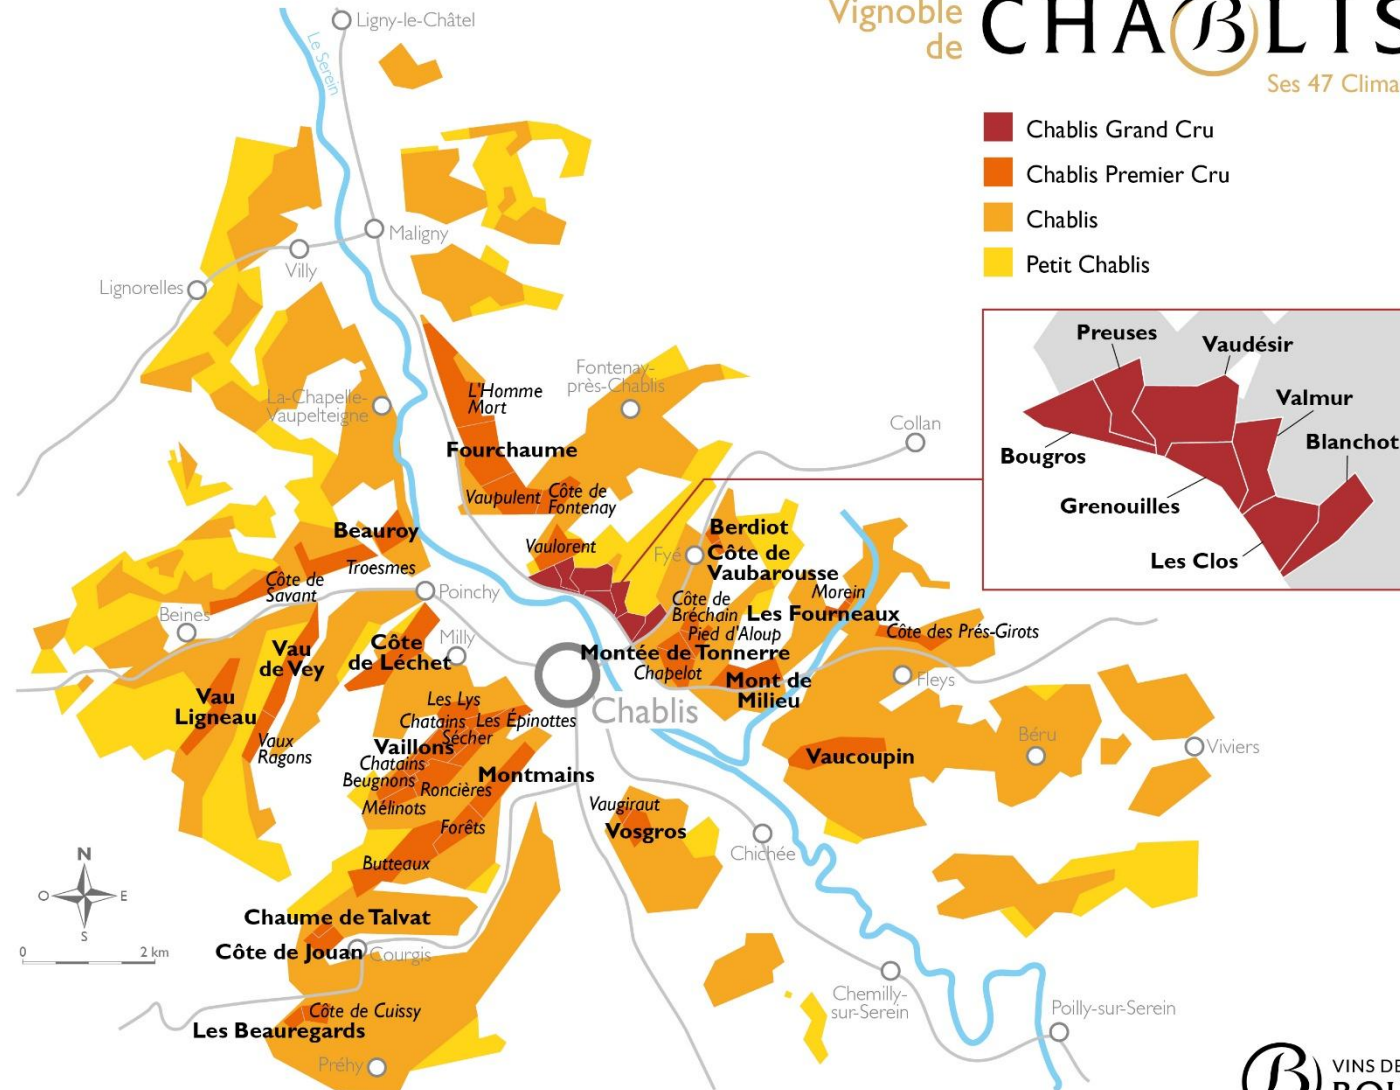 Vignoble
de
CHABLIS
Ses 47 Clima
Chablis Grand Cru
Chablis Premier Cru
Chablis
Petit Chablis
Preuses
Vaudésir
Valmur
Blanchot
Bougros
Grenouilles
Les Clos
Ligny-le-Châtel
Le Serein
Maligny
Villy
Lignorelles
La-Chapelle-
Vaupelteigne
L'Homme
Mort
Fontenay-
près-Chablis
Collan
Fourchaume
Vaupulent
Côte de
Fontenay
Beauroy
Vaulorent
Troesmes
Côte de
Savant
Poinchy
Beines
Fyé
Berdiot
Côte de
Vaubarousse
Morein
Côte de
Bréchain
Les Fourneaux
Pied d'Aloup
Côte des Prés-Girots
Montée de Tonnerre
Chapelot
Mont de
Milieu
Fleys
Vau
de Vey
Côte
de Léchet
Milly
Vau
Ligneau
Vaux
Ragons
Chablis
Les Lys
Chatains
Les Épinottes
Sécher
Vaillons
Chatains
Beugnons
Roncières
Mélinots
Montmains
Forêts
Butteaux
Vaugiraut
Vosgros
Chichée
Vaucoupin
Béru
Viviers
N
O
E
S
0
2 km
Chaume de Talvat
Côte de Jouan
Courgis
Côte de Cuissy
Les Beauregards
Préhy
Chemilly-
sur-Serein
Poilly-sur-Serein
B
VINS DE